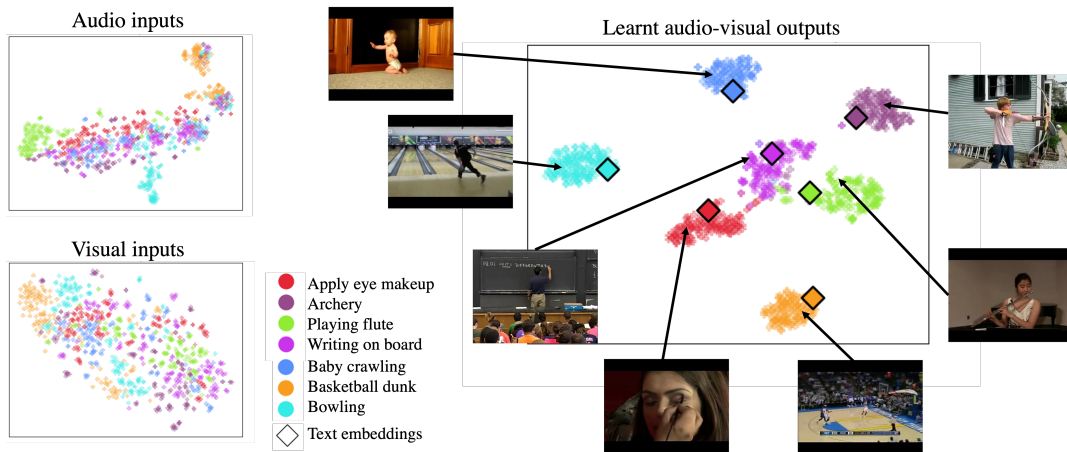 Audio inputs
Learnt audio-visual outputs
Visual inputs
Apply eye makeup
Archery
Playing flute
Writing on board
Baby crawling
Basketball dunk
Bowling
Text embeddings